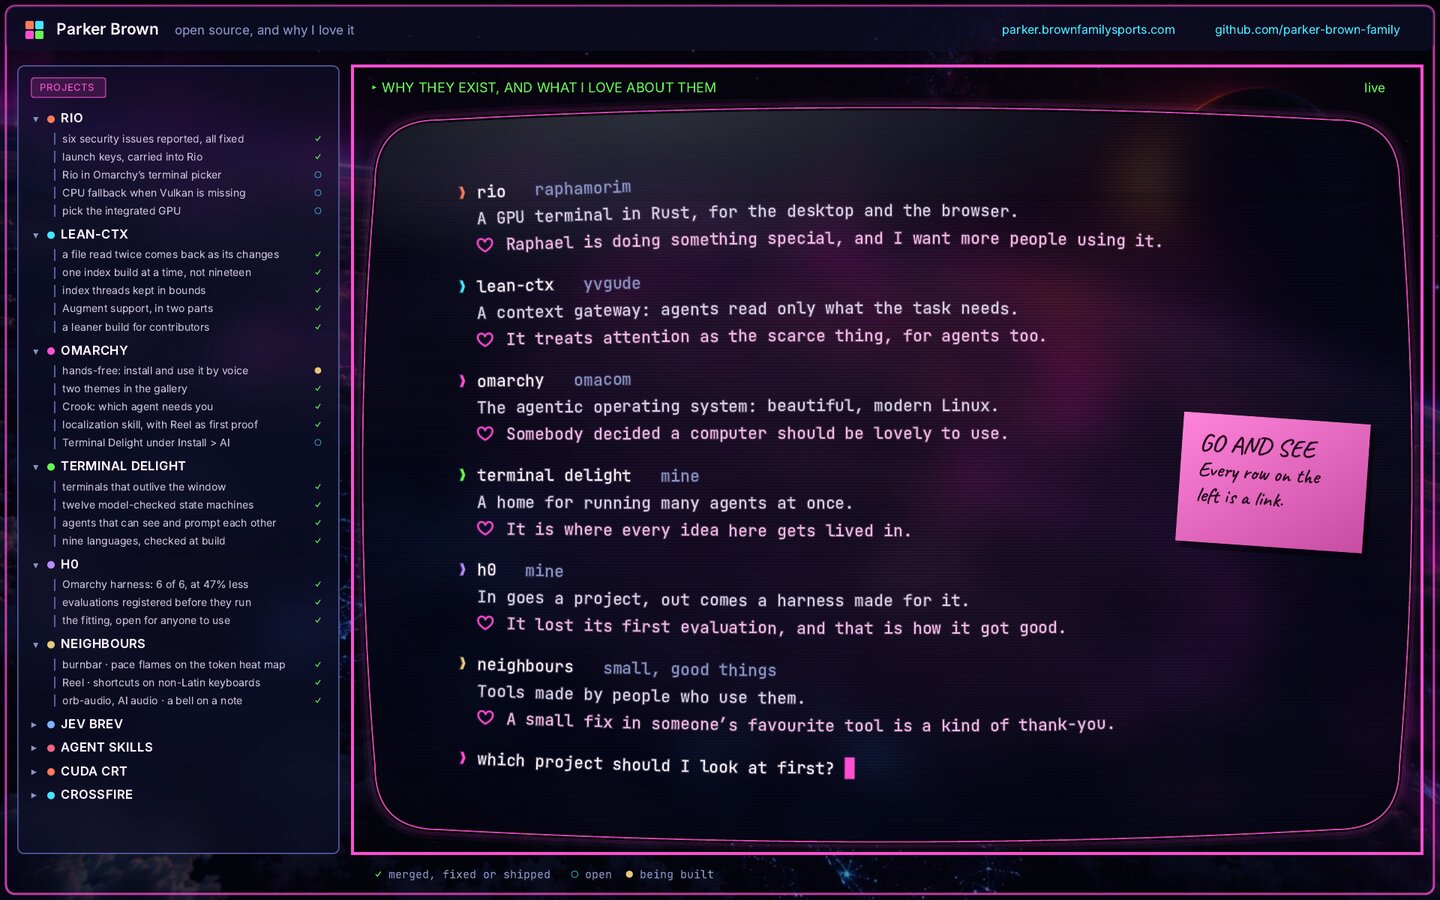 Parker Brown open source, and why I love it
parker.brownfamilysports.com github.com/parker-brown-family
PROJECTS
RIO
six security issues reported, all fixed
launch keys, carried into Rio
Rio in Omarchy's terminal picker
CPU fallback when Vulkan is missing
pick the integrated GPU
LEAN-CTX
a file read twice comes back as its changes
one index build at a time, not nineteen
index threads kept in bounds
Augment support, in two parts
a leaner build for contributors
OMARCHY
hands-free: install and use it by voice
two themes in the gallery
Crook: which agent needs you
localization skill, with Reel as first proof
Terminal Delight under Install > AI
TERMINAL DELIGHT
terminals that outlive the window
twelve model-checked state machines
agents that can see and prompt each other
nine languages, checked at build
H0
Omarchy harness: 6 of 6, at 47% less
evaluations registered before they run
the fitting, open for anyone to use
NEIGHBOURS
burnbar · pace flames on the token heat map
Reel · shortcuts on non-Latin keyboards
orb-audio, AI audio · a bell on a note
JEV BREV
AGENT SKILLS
CUDA CRT
CROSSFIRE
WHY THEY EXIST, AND WHAT I LOVE ABOUT THEM
live
rio raphamorim
A GPU terminal in Rust, for the desktop and the browser.
♡ Raphael is doing something special, and I want more people using it.
lean-ctx yvgude
A context gateway: agents read only what the task needs.
♡ It treats attention as the scarce thing, for agents too.
omarchy omacom
The agentic operating system: beautiful, modern Linux.
♡ Somebody decided a computer should be lovely to use.
terminal delight mine
A home for running many agents at once.
♡ It is where every idea here gets lived in.
h0 mine
In goes a project, out comes a harness made for it.
♡ It lost its first evaluation, and that is how it got good.
neighbours small, good things
Tools made by people who use them.
♡ A small fix in someone's favourite tool is a kind of thank-you.
which project should I look at first?
GO AND SEE
Every row on the
left is a link.
✓ merged, fixed or shipped ○ open ● being built